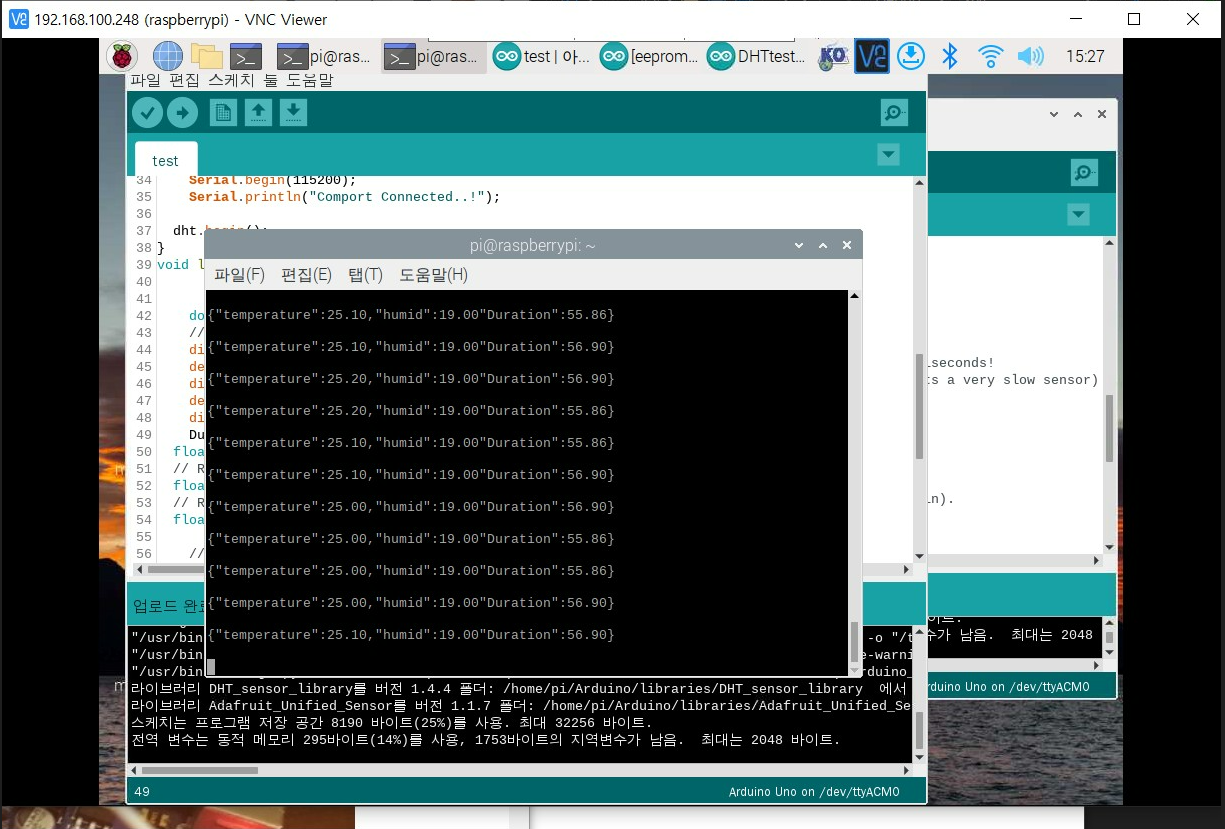 192.168.100.248 (raspberrypi) - VNC Viewer
pi@ras... pi@ras... test | 아... [eeprom... DHTtest... KO 15:27
파일 편집 스케치 툴 도움말
test
34 Serial.begin(115200);
35 Serial.println("Comport Connected..!");
36
37 dht.begin();
38 }
39 void l
40
41
42 do
43 //
44 di
45 de
46 di
47 de
48 di
49 Du
50 floa
51 // R
52 floa
53 // R
54 floa
55
56 //
pi@raspberrypi: ~
파일(F) 편집(E) 탭(T) 도움말(H)
{"temperature":25.10,"humid":19.00"Duration":55.86}
{"temperature":25.10,"humid":19.00"Duration":56.90}
{"temperature":25.20,"humid":19.00"Duration":56.90}
{"temperature":25.20,"humid":19.00"Duration":55.86}
{"temperature":25.10,"humid":19.00"Duration":55.86}
{"temperature":25.10,"humid":19.00"Duration":56.90}
{"temperature":25.00,"humid":19.00"Duration":56.90}
{"temperature":25.00,"humid":19.00"Duration":55.86}
{"temperature":25.00,"humid":19.00"Duration":55.86}
{"temperature":25.00,"humid":19.00"Duration":56.90}
{"temperature":25.10,"humid":19.00"Duration":56.90}
seconds!
ts a very slow sensor)
n).
업로드 완
"/usr/bin -o "/t
"/usr/bin e-warni
"/usr/bin rduino_
라이브러리 DHT_sensor_library를 버전 1.4.4 폴더: /home/pi/Arduino/libraries/DHT_sensor_library 에서
라이브러리 Adafruit_Unified_Sensor를 버전 1.1.7 폴더: /home/pi/Arduino/libraries/Adafruit_Unified_Se
스케치는 프로그램 저장 공간 8190 바이트(25%)를 사용. 최대 32256 바이트.
전역 변수는 동적 메모리 295바이트(14%)를 사용, 1753바이트의 지역변수가 남음. 최대는 2048 바이트.
수가 남음. 최대는 2048
rduino Uno on /dev/ttyACM0
49 Arduino Uno on /dev/ttyACM0